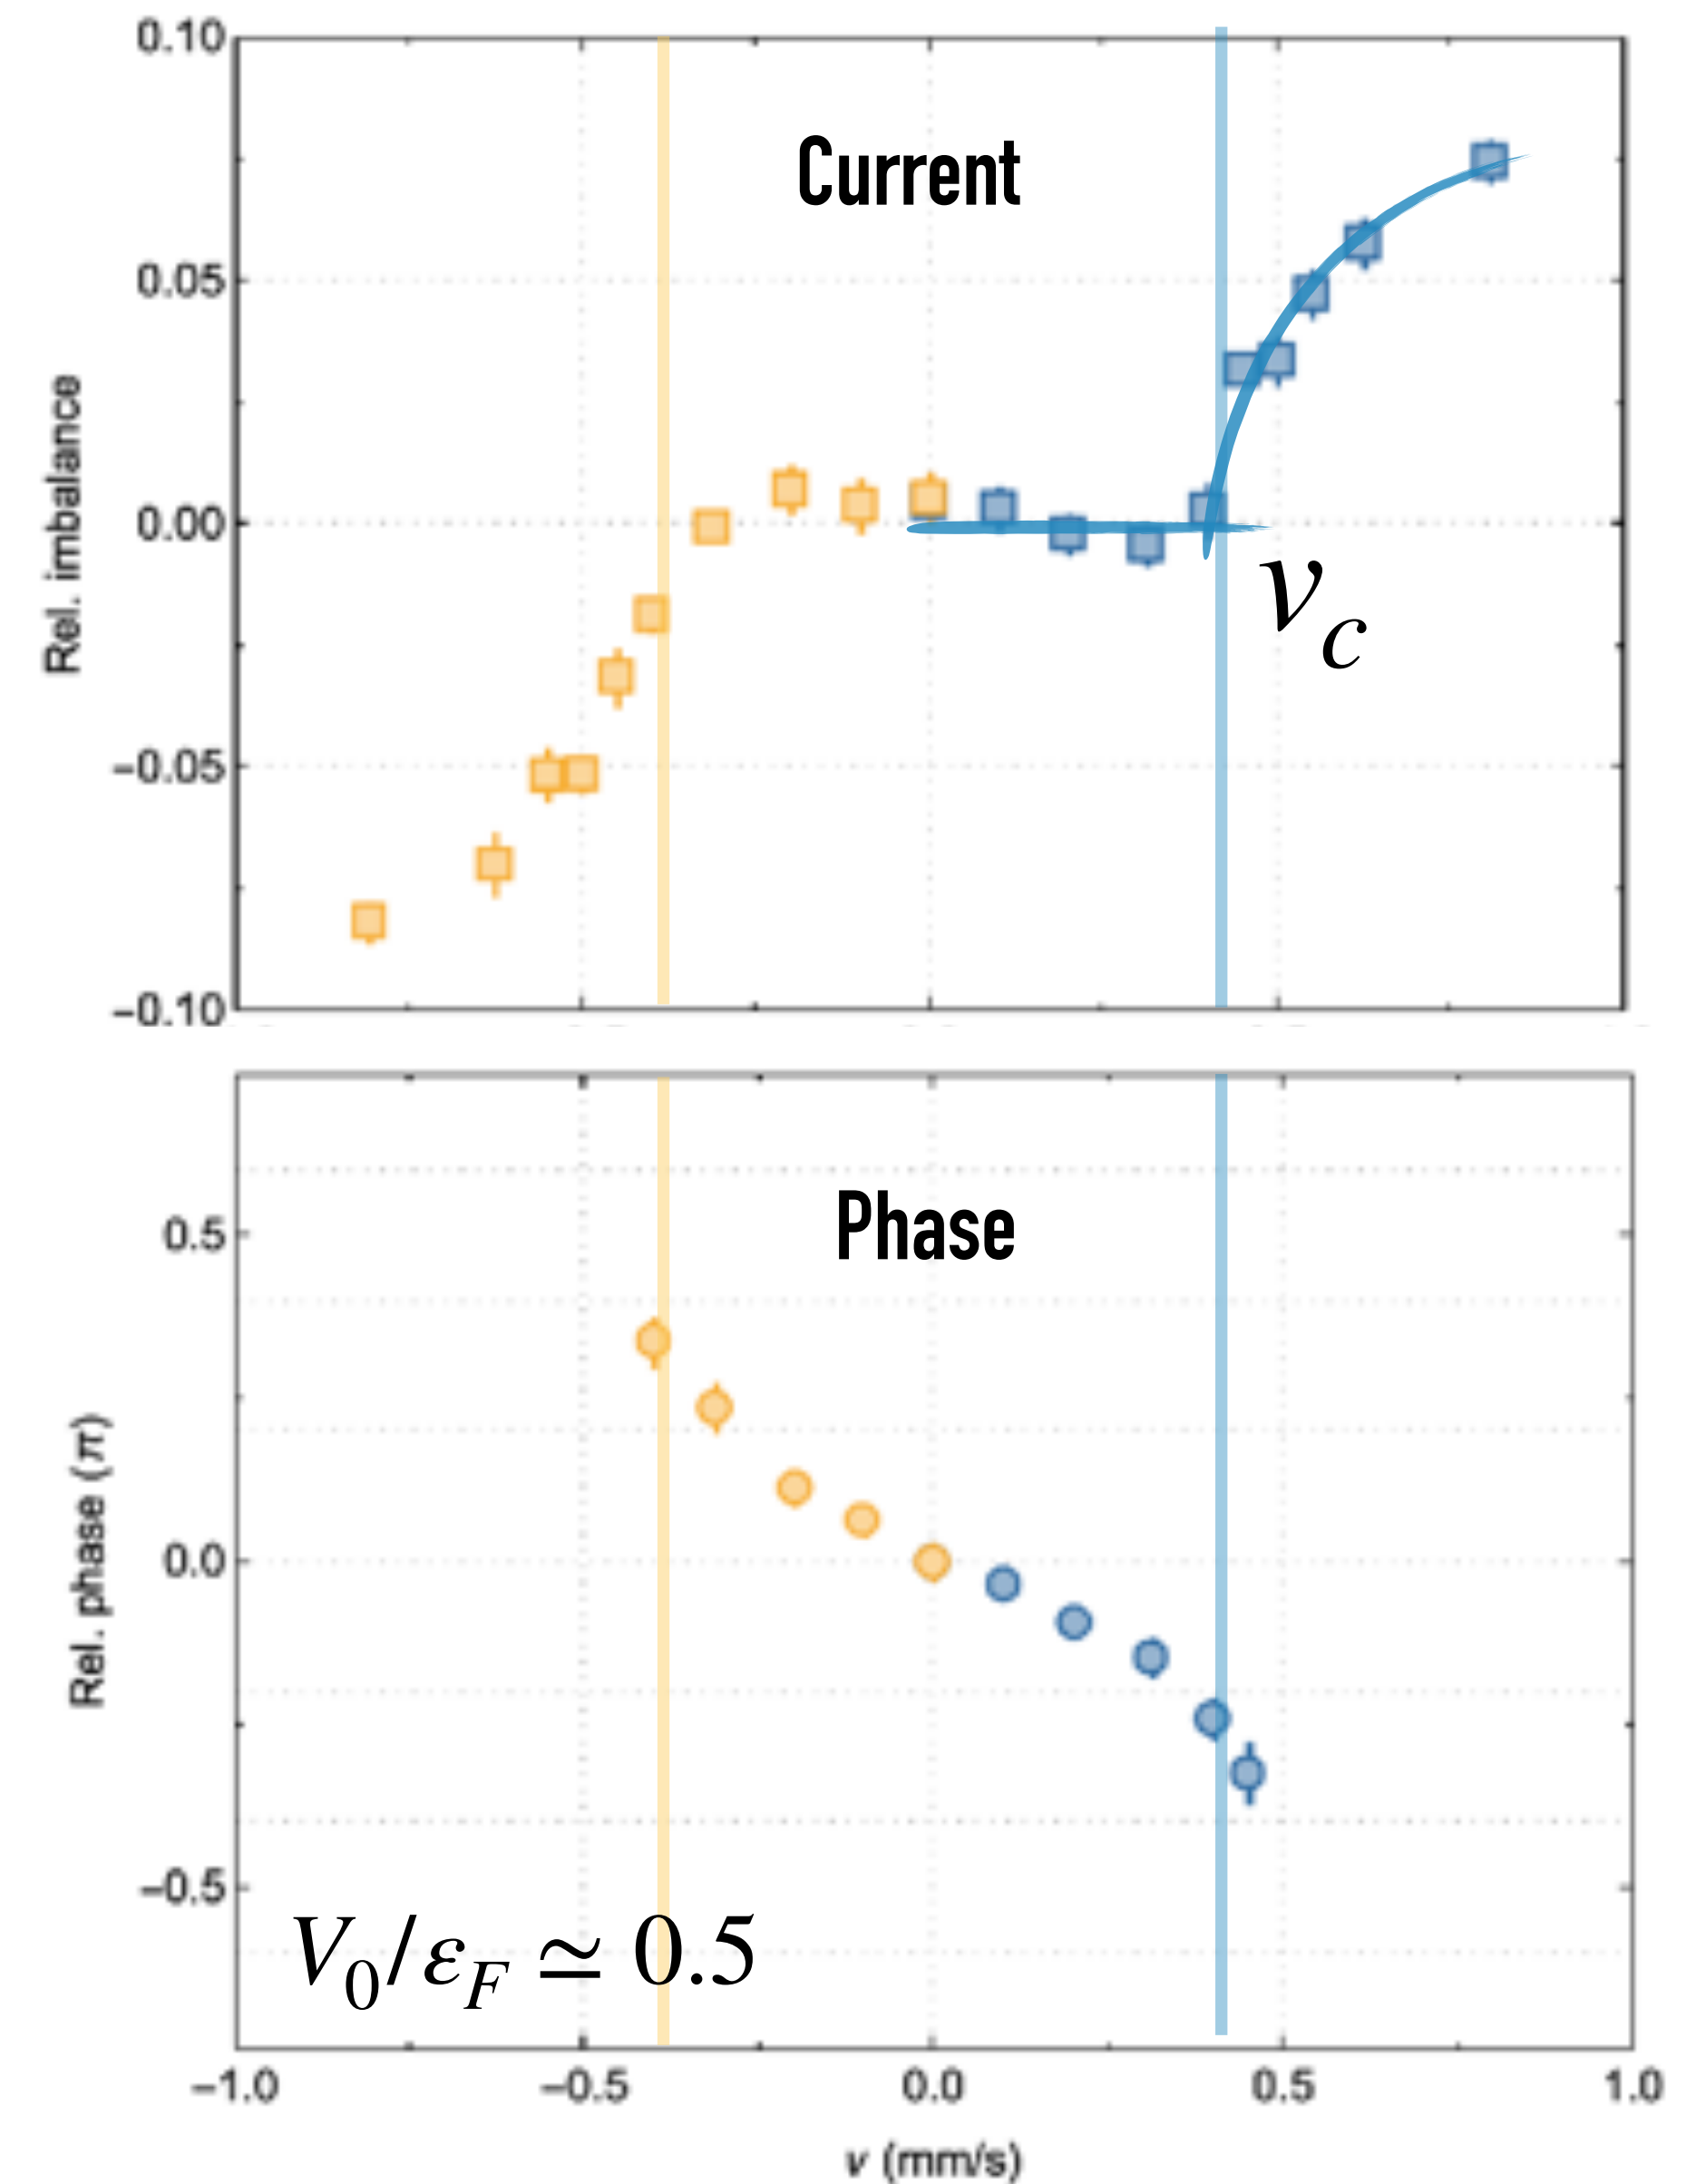 0.10
Current
0.05
0.00
Rel. imbalance
v_c
−0.05
−0.10
Phase
0.5
0.0
Rel. phase (π)
−0.5
V_0/ε_F ≃ 0.5
−1.0 −0.5 0.0 0.5 1.0
v (mm/s)